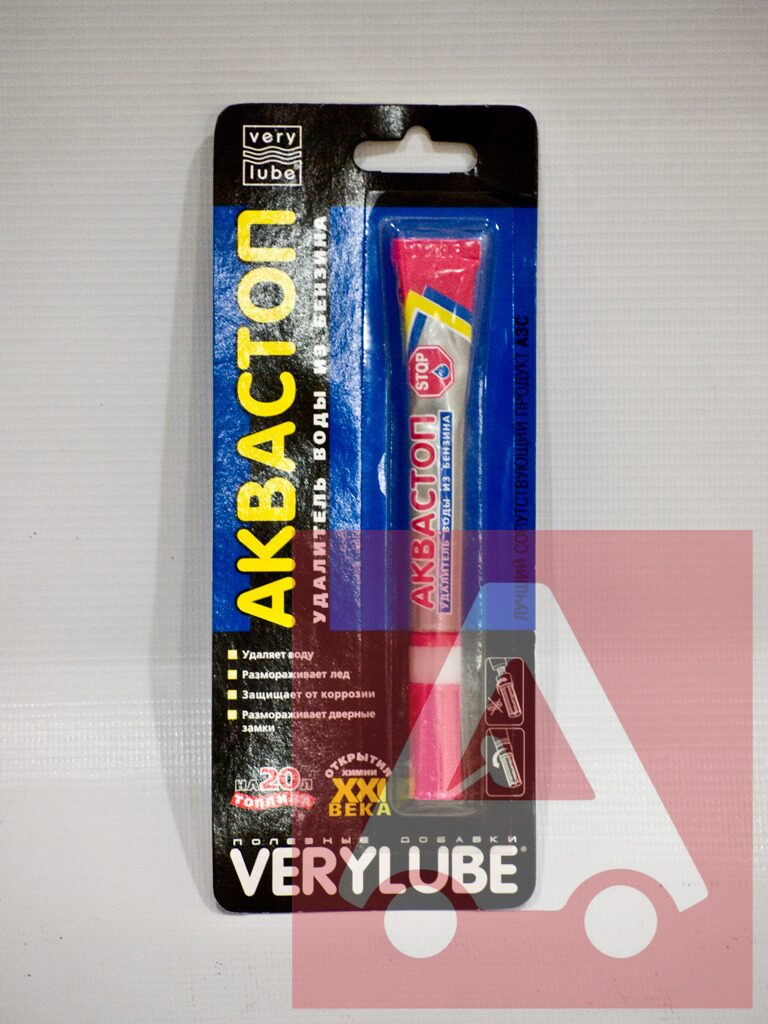 very
lube®
АКВАСТОП
УДАЛИТЕЛЬ ВОДЫ ИЗ БЕНЗИНА
STOP
АКВАСТОП
УДАЛИТЕЛЬ ВОДЫ ИЗ БЕНЗИНА
ЛУЧШИЙ СОПУТСТВУЮЩИЙ ПРОДУКТ АЗС
Удаляет воду
Размораживает лед
Защищает от коррозии
Размораживает дверные
замки
НА 20 Л
ТОПЛИВА
ОТКРЫТИЯ
ХИМИИ
XXI
ВЕКА
ПОЛЕЗНЫЕ ДОБАВКИ
VERYLUBE®